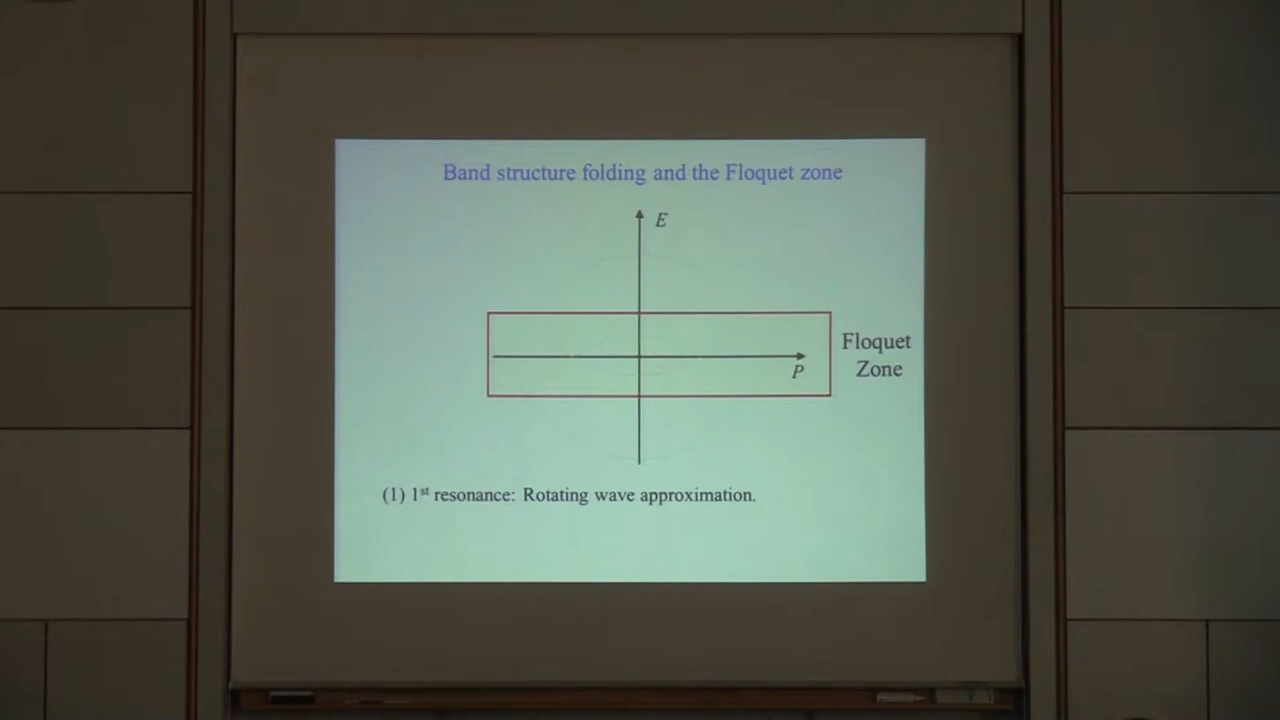 Band structure folding and the Floquet zone
E
Floquet
Zone
P
(1) 1st resonance: Rotating wave approximation.